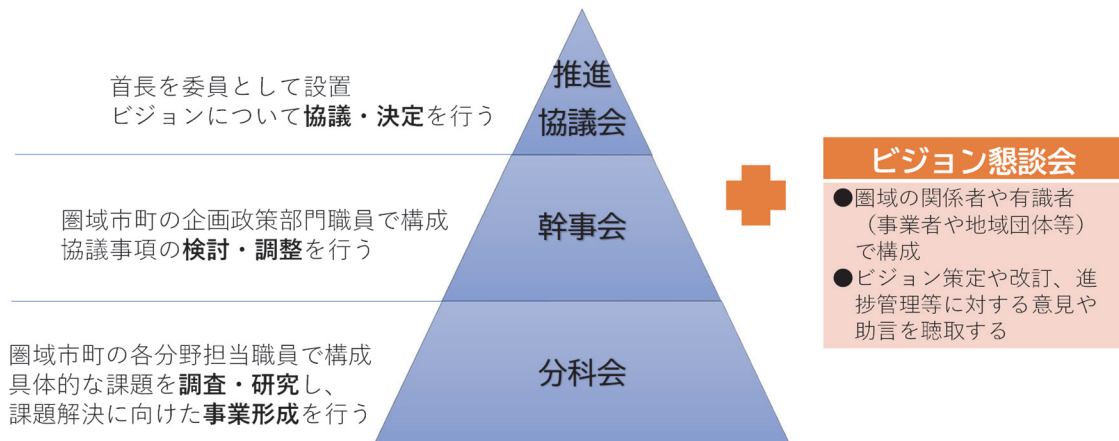 首長を委員として設置
ビジョンについて協議・決定を行う
推進
協議会
圏域市町の企画政策部門職員で構成
協議事項の検討・調整を行う
幹事会
圏域市町の各分野担当職員で構成
具体的な課題を調査・研究し、
課題解決に向けた事業形成を行う
分科会
ビジョン懇談会
●圏域の関係者や有識者
（事業者や地域団体等）
で構成
●ビジョン策定や改訂、進
捗管理等に対する意見や
助言を聴取する